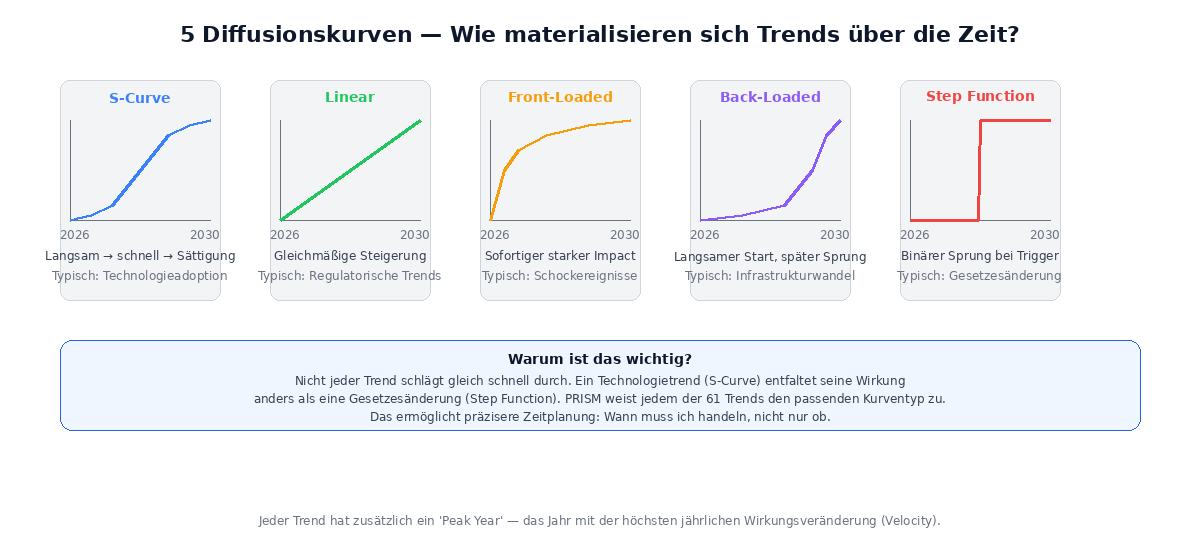 5 Diffusionskurven — Wie materialisieren sich Trends über die Zeit?
S-Curve
2026 2030
Langsam → schnell → Sättigung
Typisch: Technologieadoption
Linear
2026 2030
Gleichmäßige Steigerung
Typisch: Regulatorische Trends
Front-Loaded
2026 2030
Sofortiger starker Impact
Typisch: Schockereignisse
Back-Loaded
2026 2030
Langsamer Start, später Sprung
Typisch: Infrastrukturwandel
Step Function
2026 2030
Binärer Sprung bei Trigger
Typisch: Gesetzesänderung
Warum ist das wichtig?
Nicht jeder Trend schlägt gleich schnell durch. Ein Technologietrend (S-Curve) entfaltet seine Wirkung
anders als eine Gesetzesänderung (Step Function). PRISM weist jedem der 61 Trends den passenden Kurventyp zu.
Das ermöglicht präzisere Zeitplanung: Wann muss ich handeln, nicht nur ob.
Jeder Trend hat zusätzlich ein 'Peak Year' — das Jahr mit der höchsten jährlichen Wirkungsveränderung (Velocity).